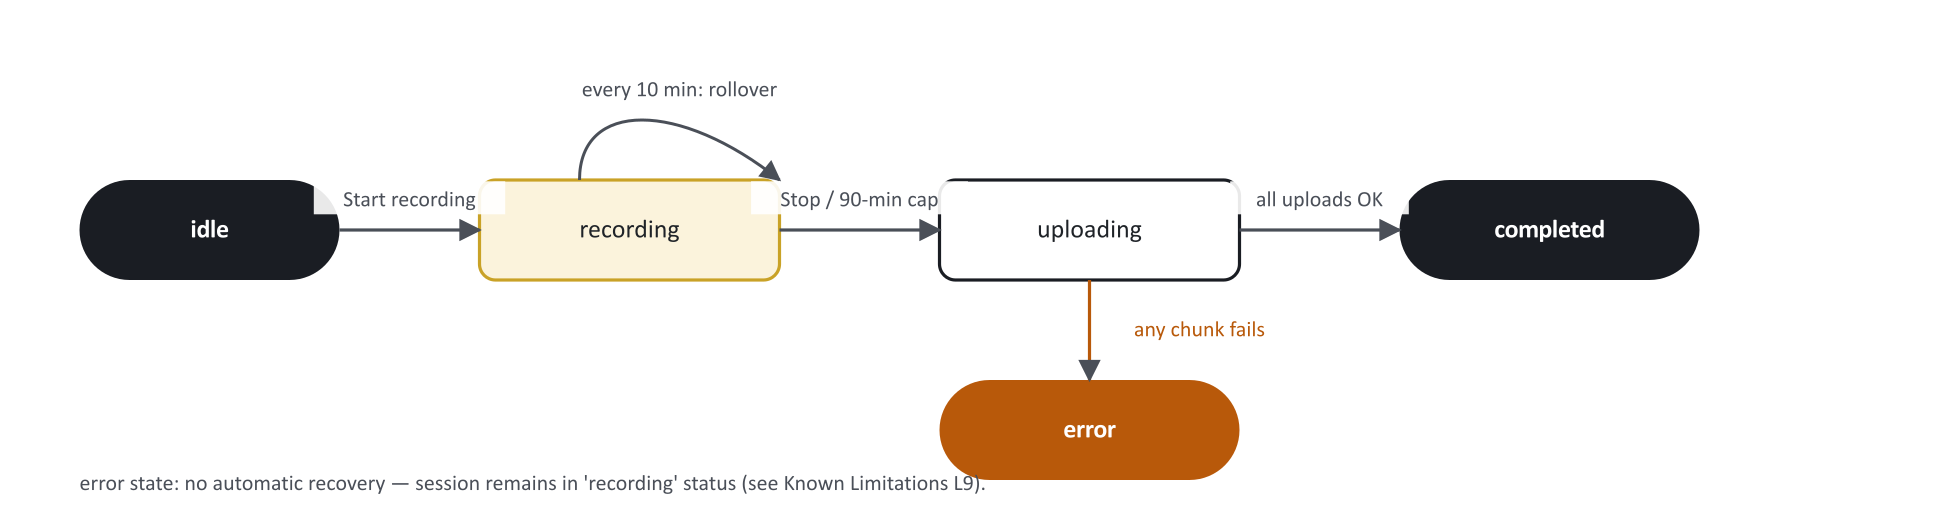 every 10 min: rollover
idle
Start recording
recording
Stop / 90-min cap
uploading
all uploads OK
completed
any chunk fails
error
error state: no automatic recovery — session remains in 'recording' status (see Known Limitations L9).